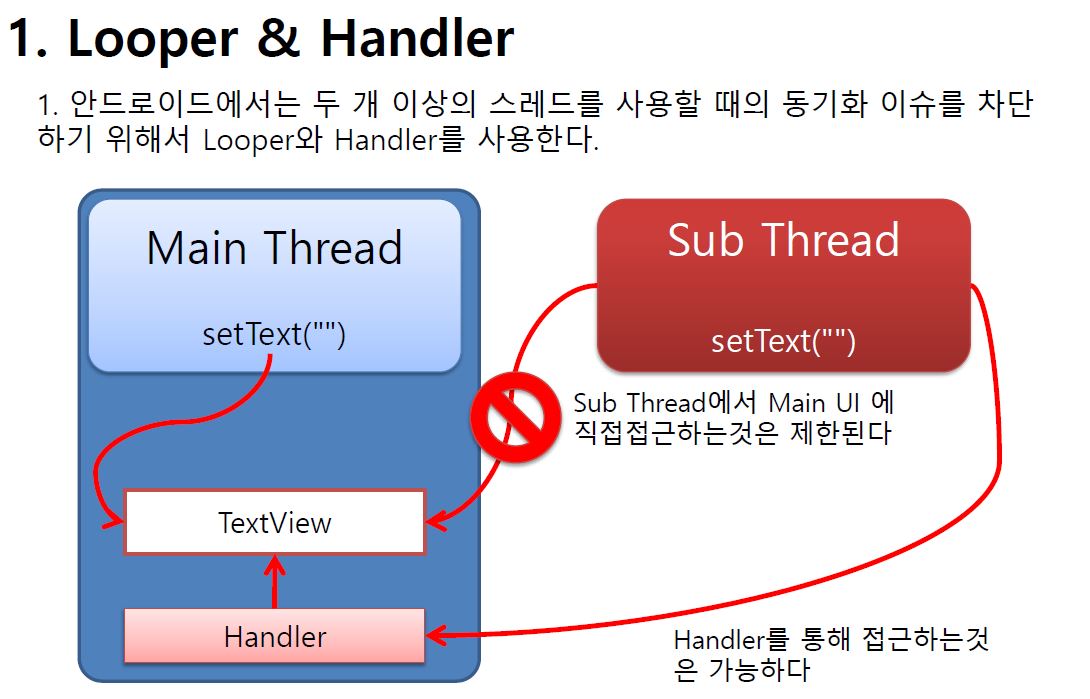 1. Looper & Handler
1. 안드로이드에서는 두 개 이상의 스레드를 사용할 때의 동기화 이슈를 차단
하기 위해서 Looper와 Handler를 사용한다.
Main Thread
setText("")
Sub Thread
setText("")
Sub Thread에서 Main UI 에
직접접근하는것은 제한된다
TextView
Handler
Handler를 통해 접근하는것
은 가능하다